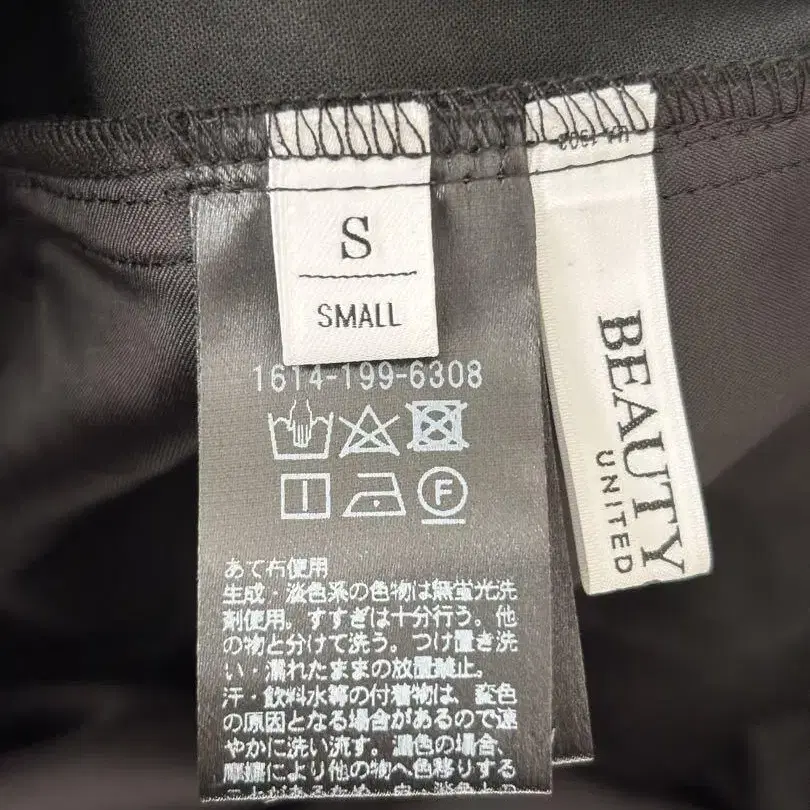 S
SMALL
1614-199-6308
F
あて布使用
生成・淡色系の色物は無蛍光洗
剤使用。すすぎは十分行う。他
の物と分けて洗う。つけ置き洗
い・濡れたままの放置禁止。
汗・飲料水等の付着物は、変色
の原因となる場合があるので速
やかに洗い流す。濃色の場合、
摩擦により他の物へ色移りする
BEAUTY
UNITED